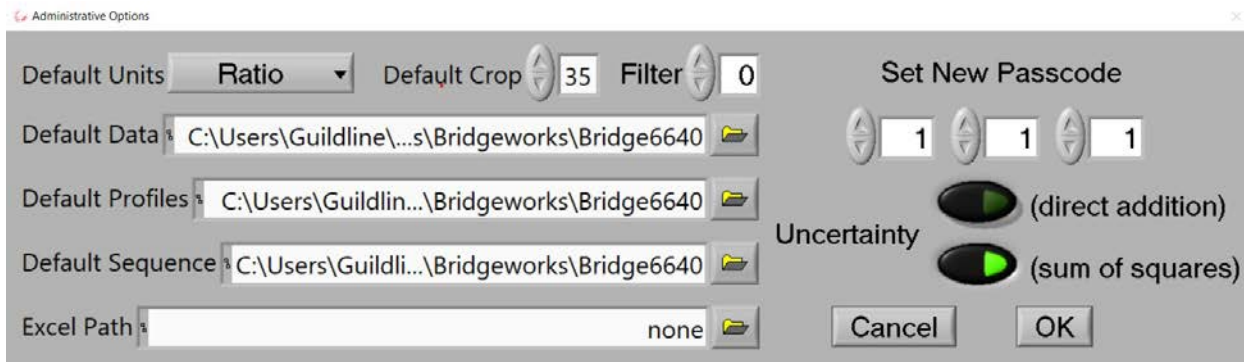 Administrative Options
Default Units Ratio Default Crop 35 Filter 0 Set New Passcode
Default Data C:\Users\Guildline\...s\Bridgeworks\Bridge6640 1 1 1
Default Profiles C:\Users\Guildlin...\Bridgeworks\Bridge6640 (direct addition)
Uncertainty
Default Sequence C:\Users\Guildli...\Bridgeworks\Bridge6640 (sum of squares)
Excel Path none Cancel OK